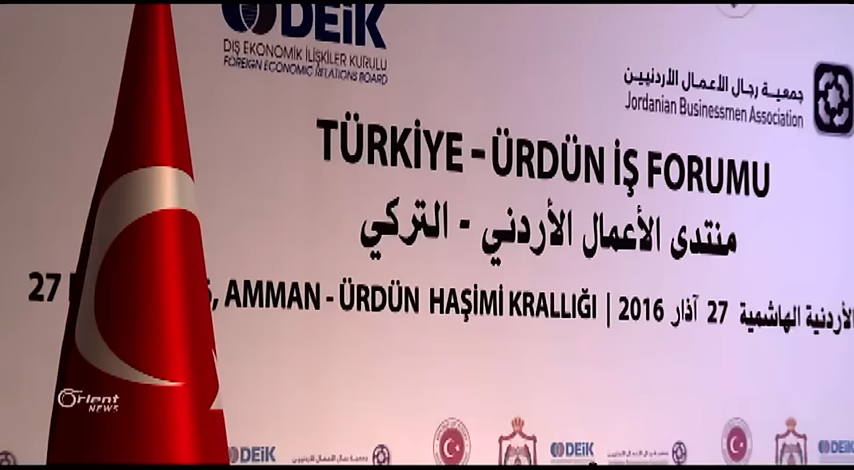 DEİK
DIŞ EKONOMİK İLİŞKİLER KURULU
FOREIGN ECONOMIC RELATIONS BOARD
جمعية رجال الأعمال الأردنيين
Jordanian Businessmen Association
TÜRKİYE - ÜRDÜN İŞ FORUMU
منتدى الأعمال الأردني - التركي
27
, AMMAN - ÜRDÜN HAŞİMİ KRALLIĞI | 2016 الأردنية الهاشمية 27 آذار
Orient
NEWS
DEİK
DEİK
DEİK